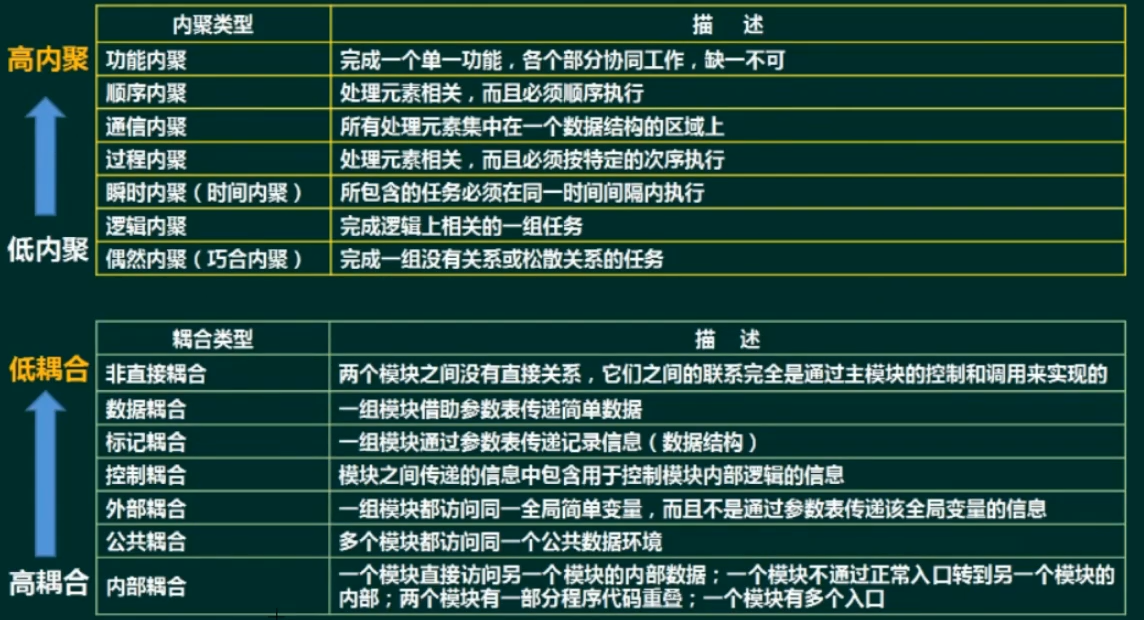 内聚类型 描 述
高内聚
功能内聚 完成一个单一功能，各个部分协同工作，缺一不可
顺序内聚 处理元素相关，而且必须顺序执行
通信内聚 所有处理元素集中在一个数据结构的区域上
过程内聚 处理元素相关，而且必须按特定的次序执行
瞬时内聚（时间内聚） 所包含的任务必须在同一时间间隔内执行
逻辑内聚 完成逻辑上相关的一组任务
低内聚
偶然内聚（巧合内聚） 完成一组没有关系或松散关系的任务
耦合类型 描 述
低耦合
非直接耦合 两个模块之间没有直接关系，它们之间的联系完全是通过主模块的控制和调用来实现的
数据耦合 一组模块借助参数表传递简单数据
标记耦合 一组模块通过参数表传递记录信息（数据结构）
控制耦合 模块之间传递的信息中包含用于控制模块内部逻辑的信息
外部耦合 一组模块都访问同一全局简单变量，而且不是通过参数表传递该全局变量的信息
公共耦合 多个模块都访问同一个公共数据环境
高耦合
内部耦合 一个模块直接访问另一个模块的内部数据；一个模块不通过正常入口转到另一个模块的
内部；两个模块有一部分程序代码重叠；一个模块有多个入口